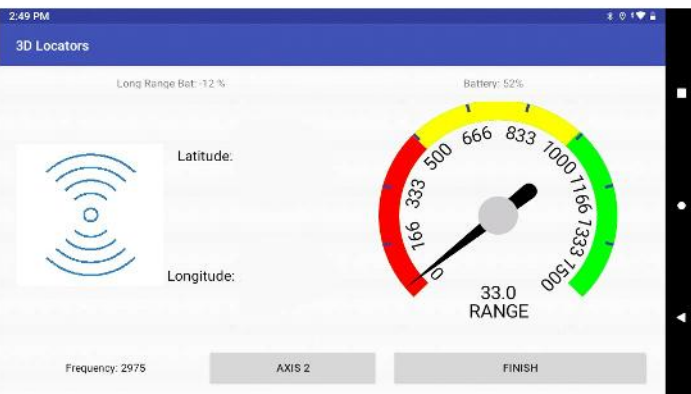 2:49 PM
3D Locators
Long Range Bat: -12 %
Battery: 52%
Latitude:
Longitude:
0
166
333
500
666
833
1000
1166
1333
1500
33.0
RANGE
Frequency: 2975
AXIS 2
FINISH